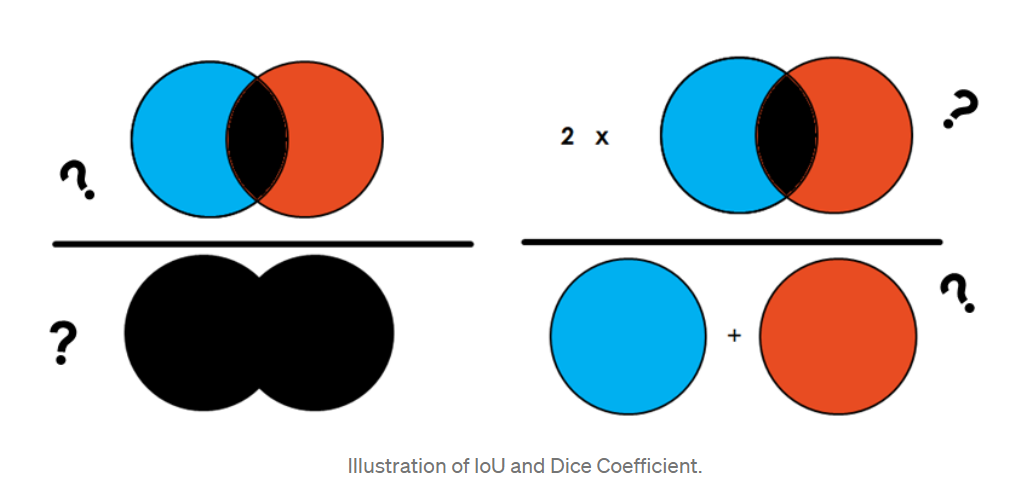 ?
2 x
?
?
+
?
Illustration of IoU and Dice Coefficient.